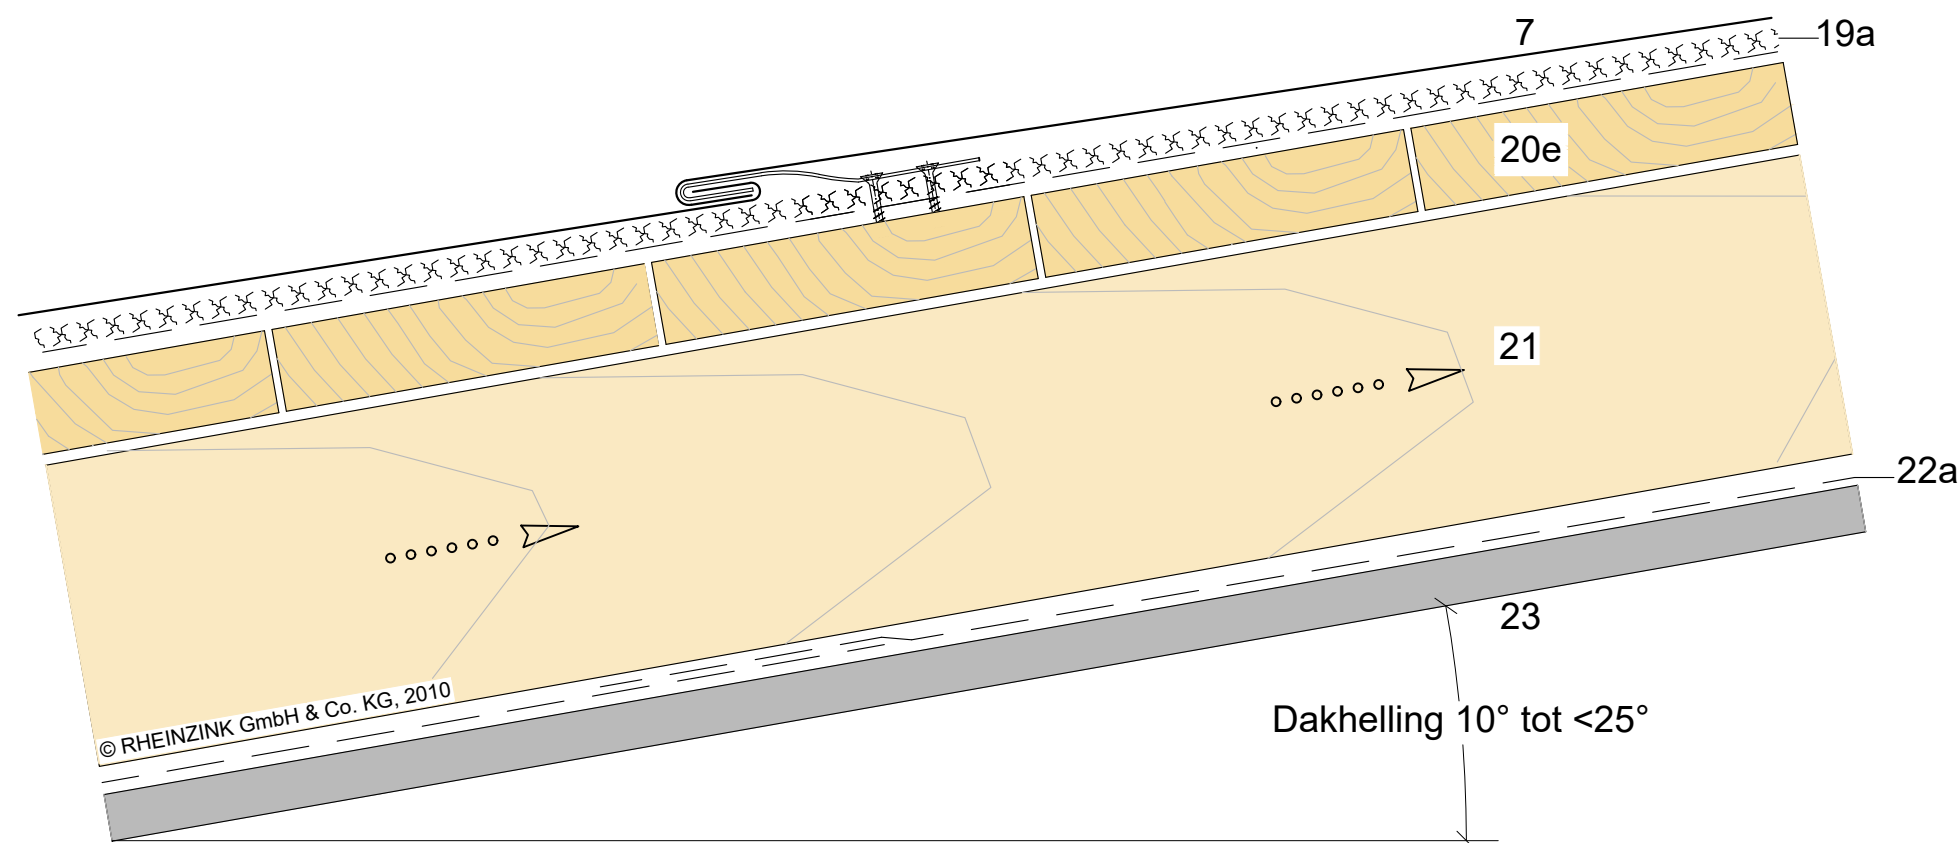 7
19a
20e
21
22a
23
© RHEINZINK GmbH & Co. KG, 2010
Dakhelling 10° tot <25°